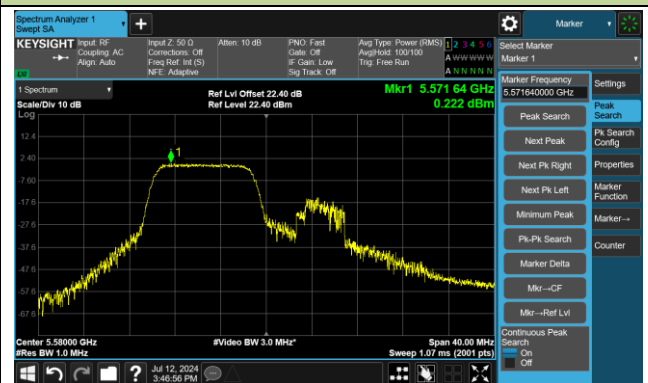 Spectrum Analyzer 1
Swept SA
+
Marker
KEYSIGHT
Input: RF
Coupling: AC
Align: Auto
Input Z: 50 Ω
Corrections: Off
Freq Ref: Int (S)
NFE: Adaptive
Atten: 10 dB
PNO: Fast
Gate: Off
IF Gain: Low
Sig Track: Off
Avg Type: Power (RMS)
Avg|Hold: 100/100
Trig: Free Run
1 2 3 4 5 6
A W W W W W
A N N N N N
Select Marker
Marker 1
1 Spectrum
Scale/Div 10 dB
Log
Ref Lvl Offset 22.40 dB
Ref Level 22.40 dBm
Mkr1 5.571 64 GHz
0.222 dBm
1
12.4
2.40
-7.60
-17.6
-27.6
-37.6
-47.6
-57.6
-67.6
Center 5.58000 GHz
#Res BW 1.0 MHz
#Video BW 3.0 MHz*
Span 40.00 MHz
Sweep 1.07 ms (2001 pts)
Marker Frequency
5.571640000 GHz
Peak Search
Next Peak
Next Pk Right
Next Pk Left
Minimum Peak
Pk-Pk Search
Marker Delta
Mkr→CF
Mkr→Ref Lvl
Continuous Peak
Search
On
Off
Settings
Peak
Search
Pk Search
Config
Properties
Marker
Function
Marker→
Counter
?
Jul 12, 2024
3:46:56 PM